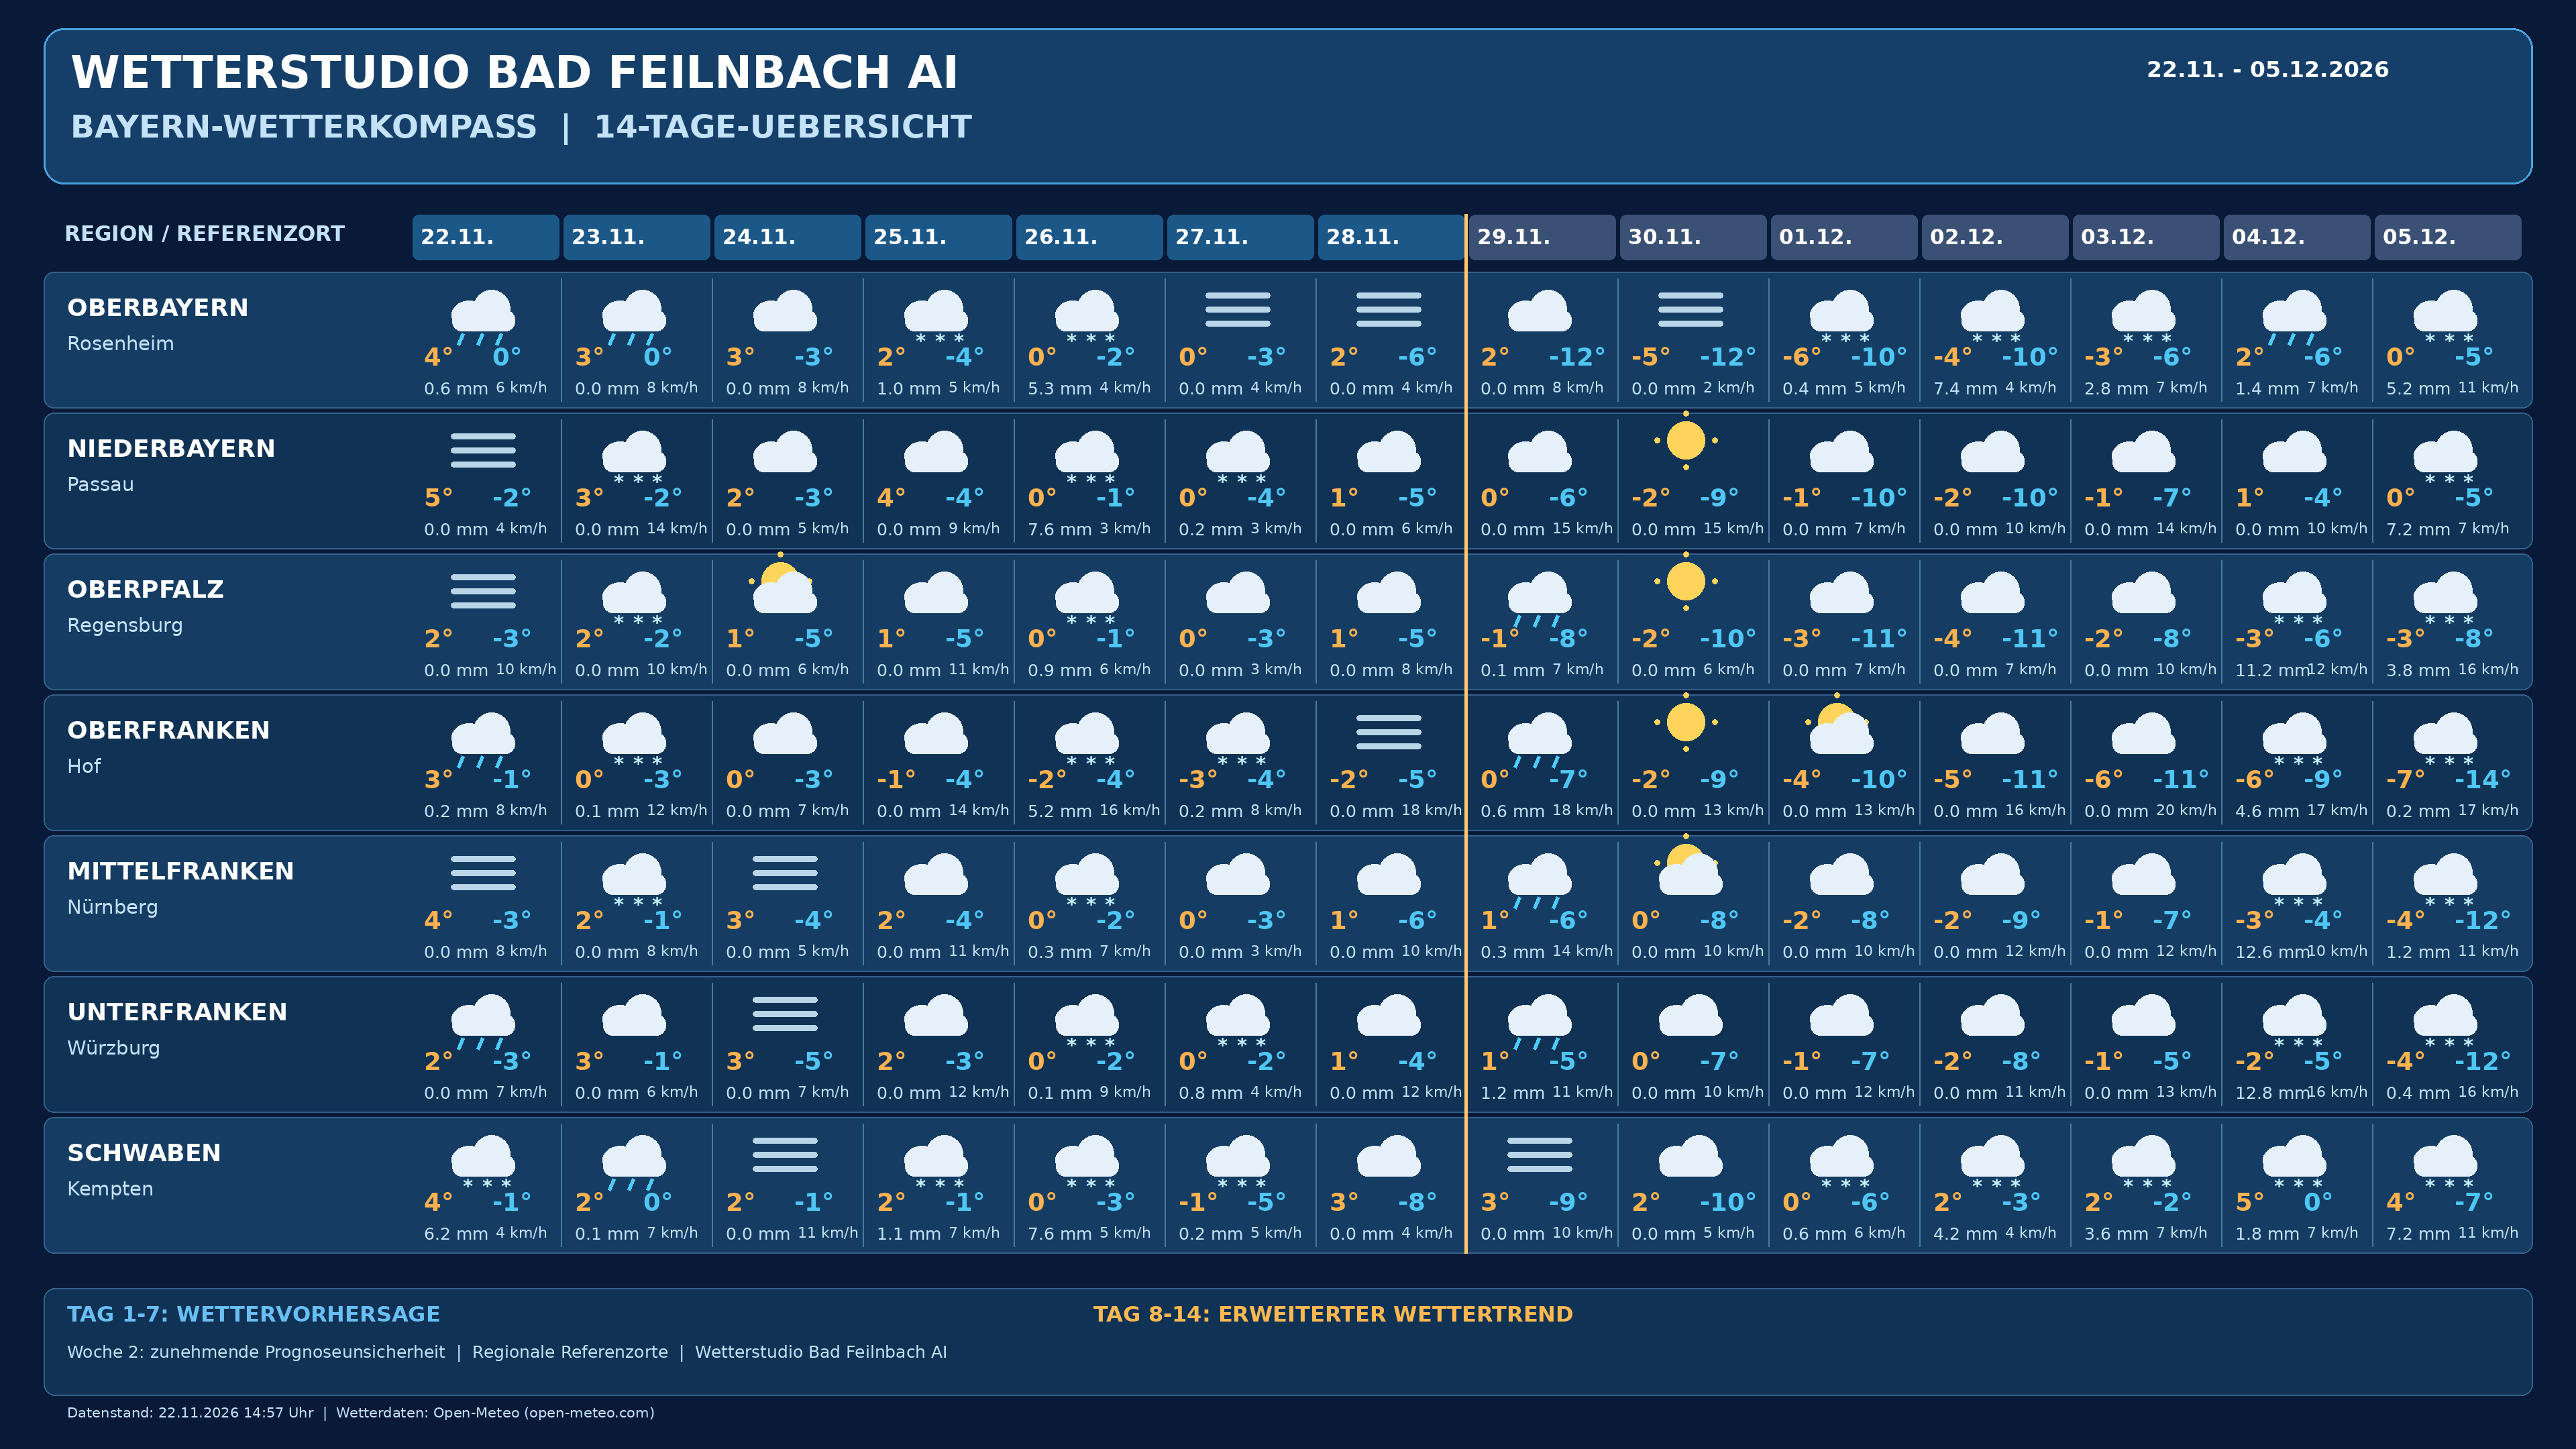 WETTERSTUDIO BAD FEILNBACH AI
22.11. - 05.12.2026
BAYERN-WETTERKOMPASS | 14-TAGE-UEBERSICHT
REGION / REFERENZORT 22.11. 23.11. 24.11. 25.11. 26.11. 27.11. 28.11. 29.11. 30.11. 01.12. 02.12. 03.12. 04.12. 05.12.
OBERBAYERN
Rosenheim
4° 0° 3° 0° 3° -3° 2° -4° 0° -2° 0° -3° 2° -6° 2° -12° -5° -12° -6° -10° -4° -10° -3° -6° 2° -6° 0° -5°
0.6 mm 6 km/h 0.0 mm 8 km/h 0.0 mm 8 km/h 1.0 mm 5 km/h 5.3 mm 4 km/h 0.0 mm 4 km/h 0.0 mm 4 km/h 0.0 mm 8 km/h 0.0 mm 2 km/h 0.4 mm 5 km/h 7.4 mm 4 km/h 2.8 mm 7 km/h 1.4 mm 7 km/h 5.2 mm 11 km/h
NIEDERBAYERN
Passau
5° -2° 3° -2° 2° -3° 4° -4° 0° -1° 0° -4° 1° -5° 0° -6° -2° -9° -1° -10° -2° -10° -1° -7° 1° -4° 0° -5°
0.0 mm 4 km/h 0.0 mm 14 km/h 0.0 mm 5 km/h 0.0 mm 9 km/h 7.6 mm 3 km/h 0.2 mm 3 km/h 0.0 mm 6 km/h 0.0 mm 15 km/h 0.0 mm 15 km/h 0.0 mm 7 km/h 0.0 mm 10 km/h 0.0 mm 14 km/h 0.0 mm 10 km/h 7.2 mm 7 km/h
OBERPFALZ
Regensburg
2° -3° 2° -2° 1° -5° 1° -5° 0° -1° 0° -3° 1° -5° -1° -8° -2° -10° -3° -11° -4° -11° -2° -8° -3° -6° -3° -8°
0.0 mm 10 km/h 0.0 mm 10 km/h 0.0 mm 6 km/h 0.0 mm 11 km/h 0.9 mm 6 km/h 0.0 mm 3 km/h 0.0 mm 8 km/h 0.1 mm 7 km/h 0.0 mm 6 km/h 0.0 mm 7 km/h 0.0 mm 7 km/h 0.0 mm 10 km/h 11.2 mm 12 km/h 3.8 mm 16 km/h
OBERFRANKEN
Hof
3° -1° 0° -3° 0° -3° -1° -4° -2° -4° -3° -4° -2° -5° 0° -7° -2° -9° -4° -10° -5° -11° -6° -11° -6° -9° -7° -14°
0.2 mm 8 km/h 0.1 mm 12 km/h 0.0 mm 7 km/h 0.0 mm 14 km/h 5.2 mm 16 km/h 0.2 mm 8 km/h 0.0 mm 18 km/h 0.6 mm 18 km/h 0.0 mm 13 km/h 0.0 mm 13 km/h 0.0 mm 16 km/h 0.0 mm 20 km/h 4.6 mm 17 km/h 0.2 mm 17 km/h
MITTELFRANKEN
Nürnberg
4° -3° 2° -1° 3° -4° 2° -4° 0° -2° 0° -3° 1° -6° 1° -6° 0° -8° -2° -8° -2° -9° -1° -7° -3° -4° -4° -12°
0.0 mm 8 km/h 0.0 mm 8 km/h 0.0 mm 5 km/h 0.0 mm 11 km/h 0.3 mm 7 km/h 0.0 mm 3 km/h 0.0 mm 10 km/h 0.3 mm 14 km/h 0.0 mm 10 km/h 0.0 mm 10 km/h 0.0 mm 12 km/h 0.0 mm 12 km/h 12.6 mm 10 km/h 1.2 mm 11 km/h
UNTERFRANKEN
Würzburg
2° -3° 3° -1° 3° -5° 2° -3° 0° -2° 0° -2° 1° -4° 1° -5° 0° -7° -1° -7° -2° -8° -1° -5° -2° -5° -4° -12°
0.0 mm 7 km/h 0.0 mm 6 km/h 0.0 mm 7 km/h 0.0 mm 12 km/h 0.1 mm 9 km/h 0.8 mm 4 km/h 0.0 mm 12 km/h 1.2 mm 11 km/h 0.0 mm 10 km/h 0.0 mm 12 km/h 0.0 mm 11 km/h 0.0 mm 13 km/h 12.8 mm 16 km/h 0.4 mm 16 km/h
SCHWABEN
Kempten
4° -1° 2° 0° 2° -1° 2° -1° 0° -3° -1° -5° 3° -8° 3° -9° 2° -10° 0° -6° 2° -3° 2° -2° 5° 0° 4° -7°
6.2 mm 4 km/h 0.1 mm 7 km/h 0.0 mm 11 km/h 1.1 mm 7 km/h 7.6 mm 5 km/h 0.2 mm 5 km/h 0.0 mm 4 km/h 0.0 mm 10 km/h 0.0 mm 5 km/h 0.6 mm 6 km/h 4.2 mm 4 km/h 3.6 mm 7 km/h 1.8 mm 7 km/h 7.2 mm 11 km/h
TAG 1-7: WETTERVORHERSAGE
TAG 8-14: ERWEITERTER WETTERTREND
Woche 2: zunehmende Prognoseunsicherheit | Regionale Referenzorte | Wetterstudio Bad Feilnbach AI
Datenstand: 22.11.2026 14:57 Uhr | Wetterdaten: Open-Meteo (open-meteo.com)